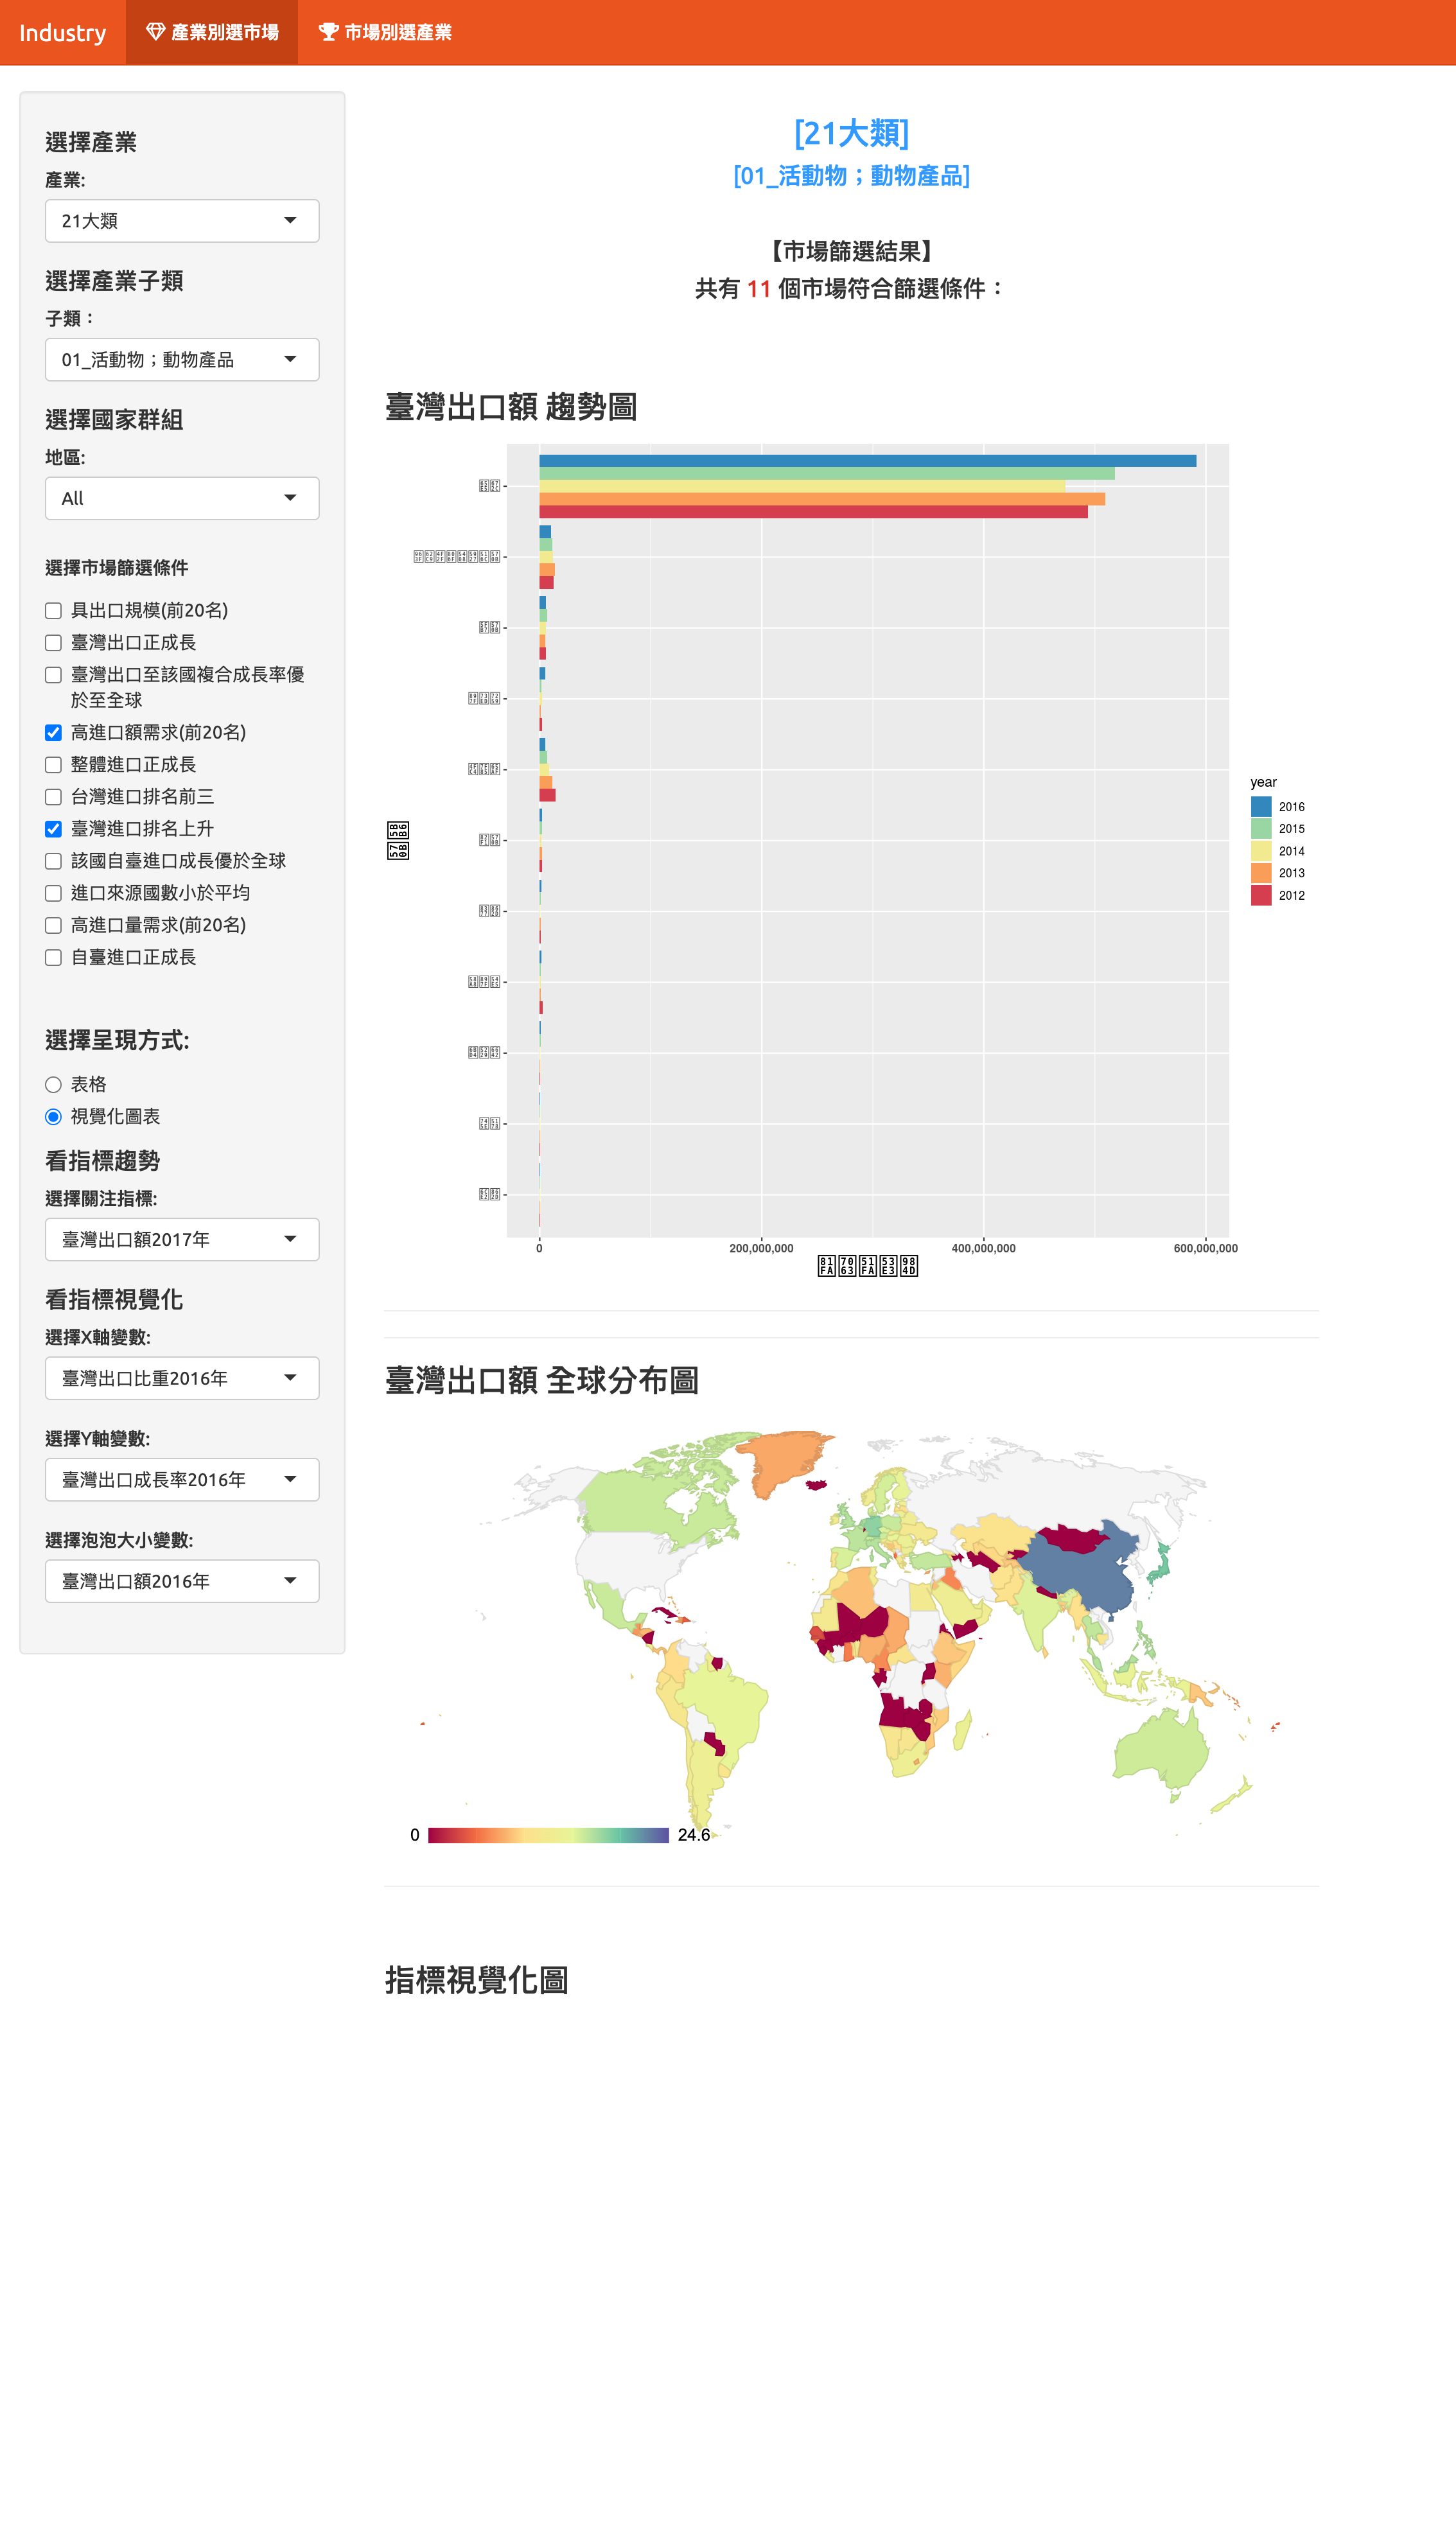 Industry
產業別選市場
市場別選產業
選擇產業
產業:
21大類
選擇產業子類
子類：
01_活動物；動物產品
選擇國家群組
地區:
All
選擇市場篩選條件
具出口規模(前20名)
臺灣出口正成長
臺灣出口至該國複合成長率優
於至全球
高進口額需求(前20名)
整體進口正成長
台灣進口排名前三
臺灣進口排名上升
該國自臺進口成長優於全球
進口來源國數小於平均
高進口量需求(前20名)
自臺進口正成長
選擇呈現方式:
表格
視覺化圖表
看指標趨勢
選擇關注指標:
臺灣出口額2017年
看指標視覺化
選擇X軸變數:
臺灣出口比重2016年
選擇Y軸變數:
臺灣出口成長率2016年
選擇泡泡大小變數:
臺灣出口額2016年
[21大類]
[01_活動物；動物產品]
【市場篩選結果】
共有 11 個市場符合篩選條件：
臺灣出口額 趨勢圖
year
2016
2015
2014
2013
2012
0
200,000,000
400,000,000
600,000,000
臺灣出口額 全球分布圖
0
24.6
指標視覺化圖